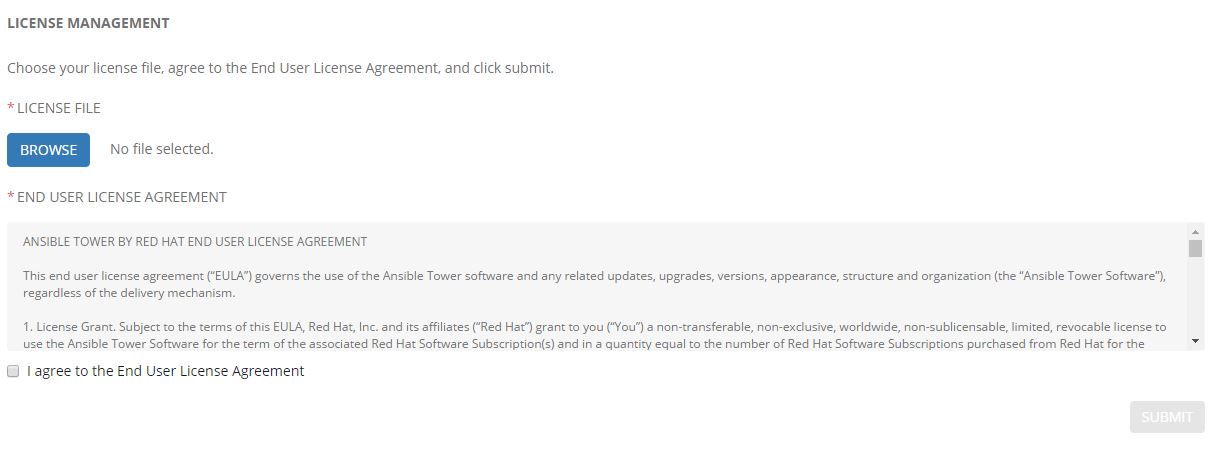 LICENSE MANAGEMENT
Choose your license file, agree to the End User License Agreement, and click submit.
* LICENSE FILE
BROWSE No file selected.
* END USER LICENSE AGREEMENT
ANSIBLE TOWER BY RED HAT END USER LICENSE AGREEMENT
This end user license agreement (“EULA”) governs the use of the Ansible Tower software and any related updates, upgrades, versions, appearance, structure and organization (the “Ansible Tower Software”),
regardless of the delivery mechanism.
1. License Grant. Subject to the terms of this EULA, Red Hat, Inc. and its affiliates (“Red Hat”) grant to you (“You”) a non-transferable, non-exclusive, worldwide, non-sublicensable, limited, revocable license to
use the Ansible Tower Software for the term of the associated Red Hat Software Subscription(s) and in a quantity equal to the number of Red Hat Software Subscriptions purchased from Red Hat for the
I agree to the End User License Agreement
SUBMIT